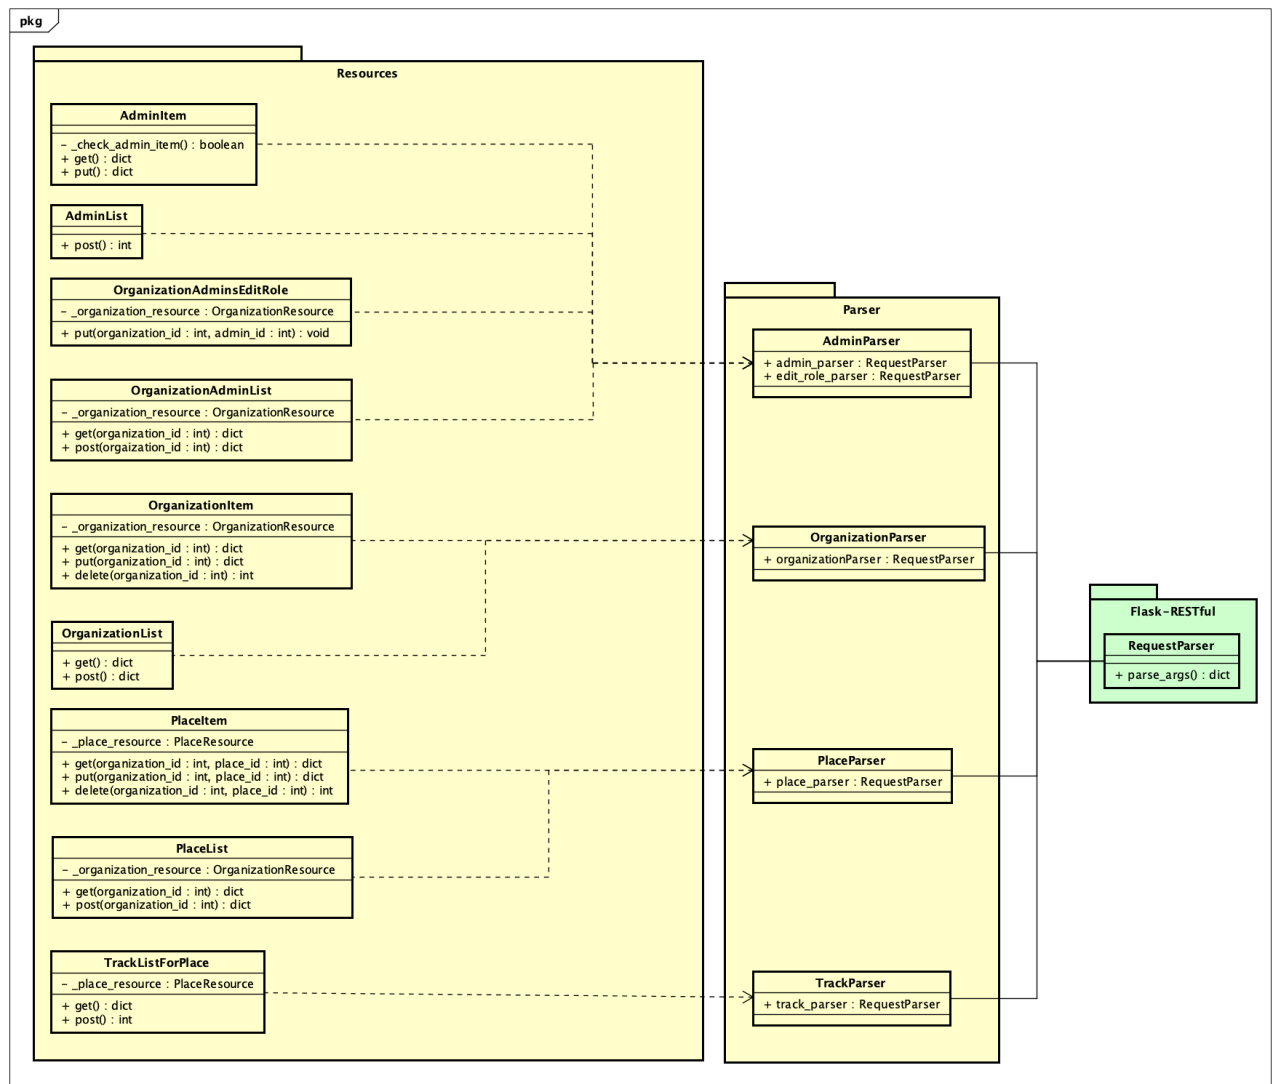 pkg
Resources
AdminItem
– _check_admin_item() : boolean
+ get() : dict
+ put() : dict
AdminList
+ post() : int
OrganizationAdminsEditRole
– _organization_resource : OrganizationResource
+ put(organization_id : int, admin_id : int) : void
OrganizationAdminList
– _organization_resource : OrganizationResource
+ get(organization_id : int) : dict
+ post(orgaization_id : int) : dict
OrganizationItem
– _organization_resource : OrganizationResource
+ get(organization_id : int) : dict
+ put(organization_id : int) : dict
+ delete(organization_id : int) : int
OrganizationList
+ get() : dict
+ post() : dict
PlaceItem
– _place_resource : PlaceResource
+ get(organization_id : int, place_id : int) : dict
+ put(organization_id : int, place_id : int) : dict
+ delete(organization_id : int, place_id : int) : int
PlaceList
– _organization_resource : OrganizationResource
+ get(organization_id : int) : dict
+ post(organization_id : int) : dict
TrackListForPlace
– _place_resource : PlaceResource
+ get() : dict
+ post() : int
Parser
AdminParser
+ admin_parser : RequestParser
+ edit_role_parser : RequestParser
OrganizationParser
+ organizationParser : RequestParser
PlaceParser
+ place_parser : RequestParser
TrackParser
+ track_parser : RequestParser
Flask-RESTful
RequestParser
+ parse_args() : dict